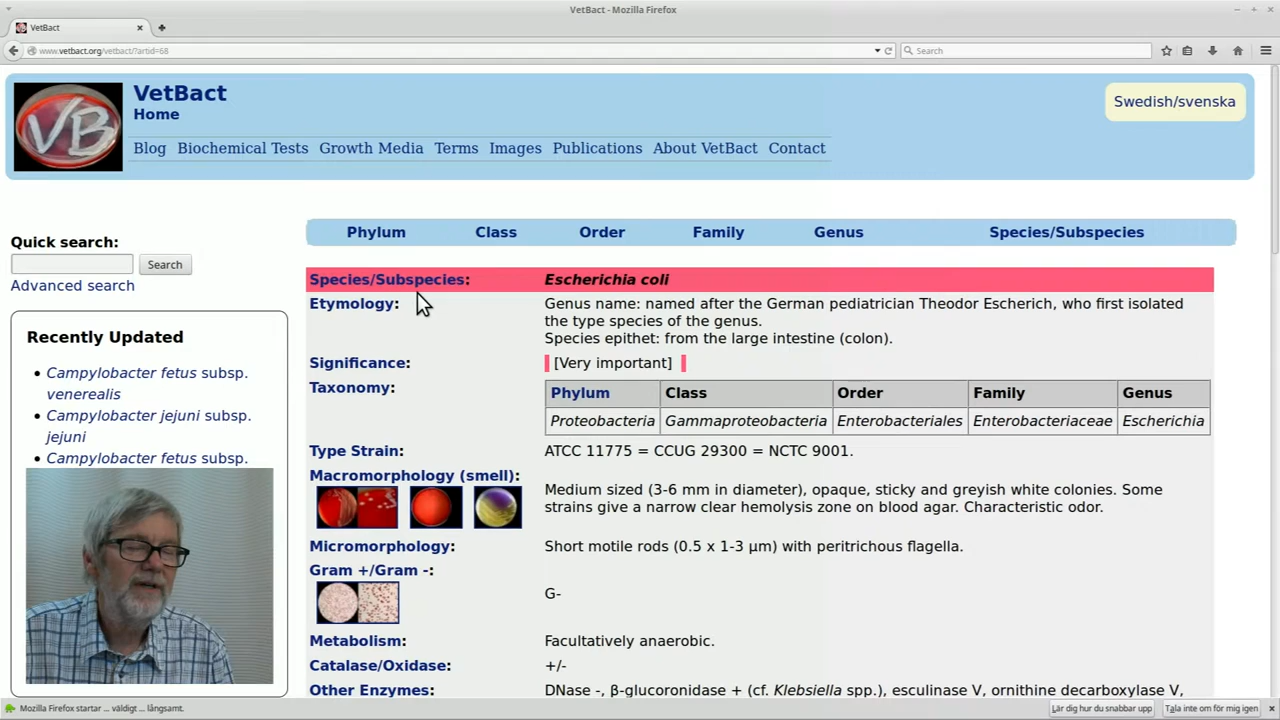 VetBact - Mozilla Firefox
VetBact
www.vetbact.org/vetbact/?artid=68
Search
VB
VetBact
Home
Swedish/svenska
Blog Biochemical Tests Growth Media Terms Images Publications About VetBact Contact
Quick search:
Search
Advanced search
Recently Updated
Campylobacter fetus subsp.
venerealis
Campylobacter jejuni subsp.
jejuni
Campylobacter fetus subsp.
Phylum Class Order Family Genus Species/Subspecies
Species/Subspecies: Escherichia coli
Etymology: Genus name: named after the German pediatrician Theodor Escherich, who first isolated
the type species of the genus.
Species epithet: from the large intestine (colon).
Significance: [Very important]
Taxonomy: Phylum Class Order Family Genus
Proteobacteria Gammaproteobacteria Enterobacteriales Enterobacteriaceae Escherichia
Type Strain: ATCC 11775 = CCUG 29300 = NCTC 9001.
Macromorphology (smell): Medium sized (3-6 mm in diameter), opaque, sticky and greyish white colonies. Some
strains give a narrow clear hemolysis zone on blood agar. Characteristic odor.
Micromorphology: Short motile rods (0.5 x 1-3 µm) with peritrichous flagella.
Gram +/Gram -: G-
Metabolism: Facultatively anaerobic.
Catalase/Oxidase: +/-
Other Enzymes: DNase -, β-glucoronidase + (cf. Klebsiella spp.), esculinase V, ornithine decarboxylase V,
Mozilla Firefox startar ... väldigt ... långsamt.
Lär dig hur du snabbar upp
Tala inte om för mig igen